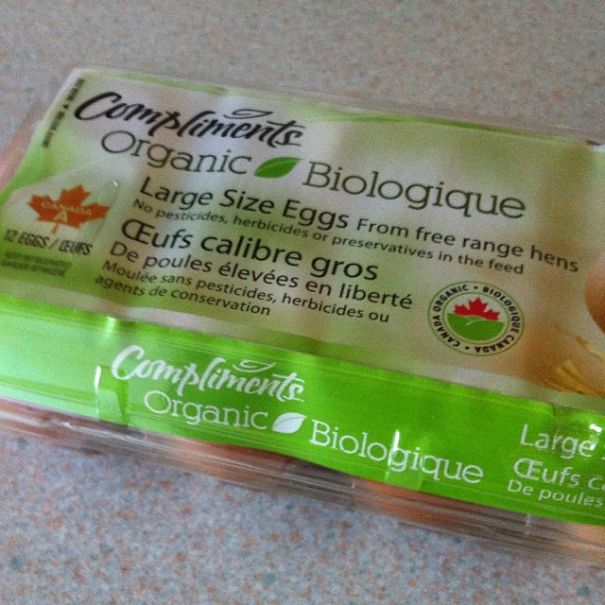 Compliments
Organic Biologique
Large Size Eggs From free range hens
No pesticides, herbicides or preservatives in the feed
Œufs calibre gros
De poules élevées en liberté
Moulée sans pesticides, herbicides ou
agents de conservation
CANADA
A
12 EGGS / ŒUFS
CANADA ORGANIC • BIOLOGIQUE CANADA •
Compliments
Organic Biologique
Large
Œufs c
De poules